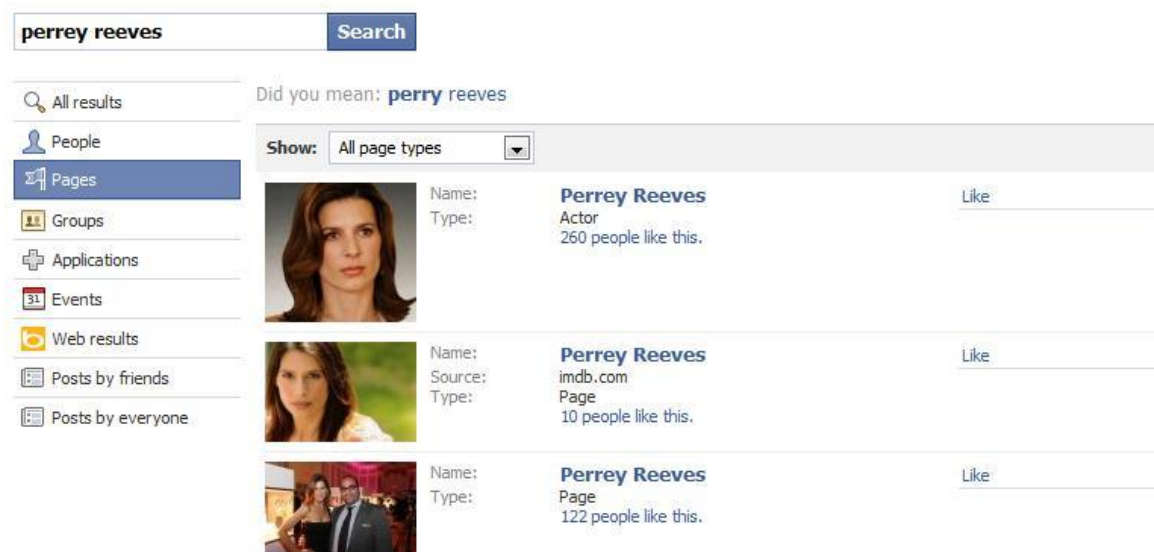 perrey reeves
Search
All results
People
Pages
Groups
Applications
31 Events
Web results
Posts by friends
Posts by everyone
Did you mean: perry reeves
Show: All page types
Name: Perrey Reeves Like
Type: Actor
260 people like this.
Name: Perrey Reeves Like
Source: imdb.com
Type: Page
10 people like this.
Name: Perrey Reeves Like
Type: Page
122 people like this.